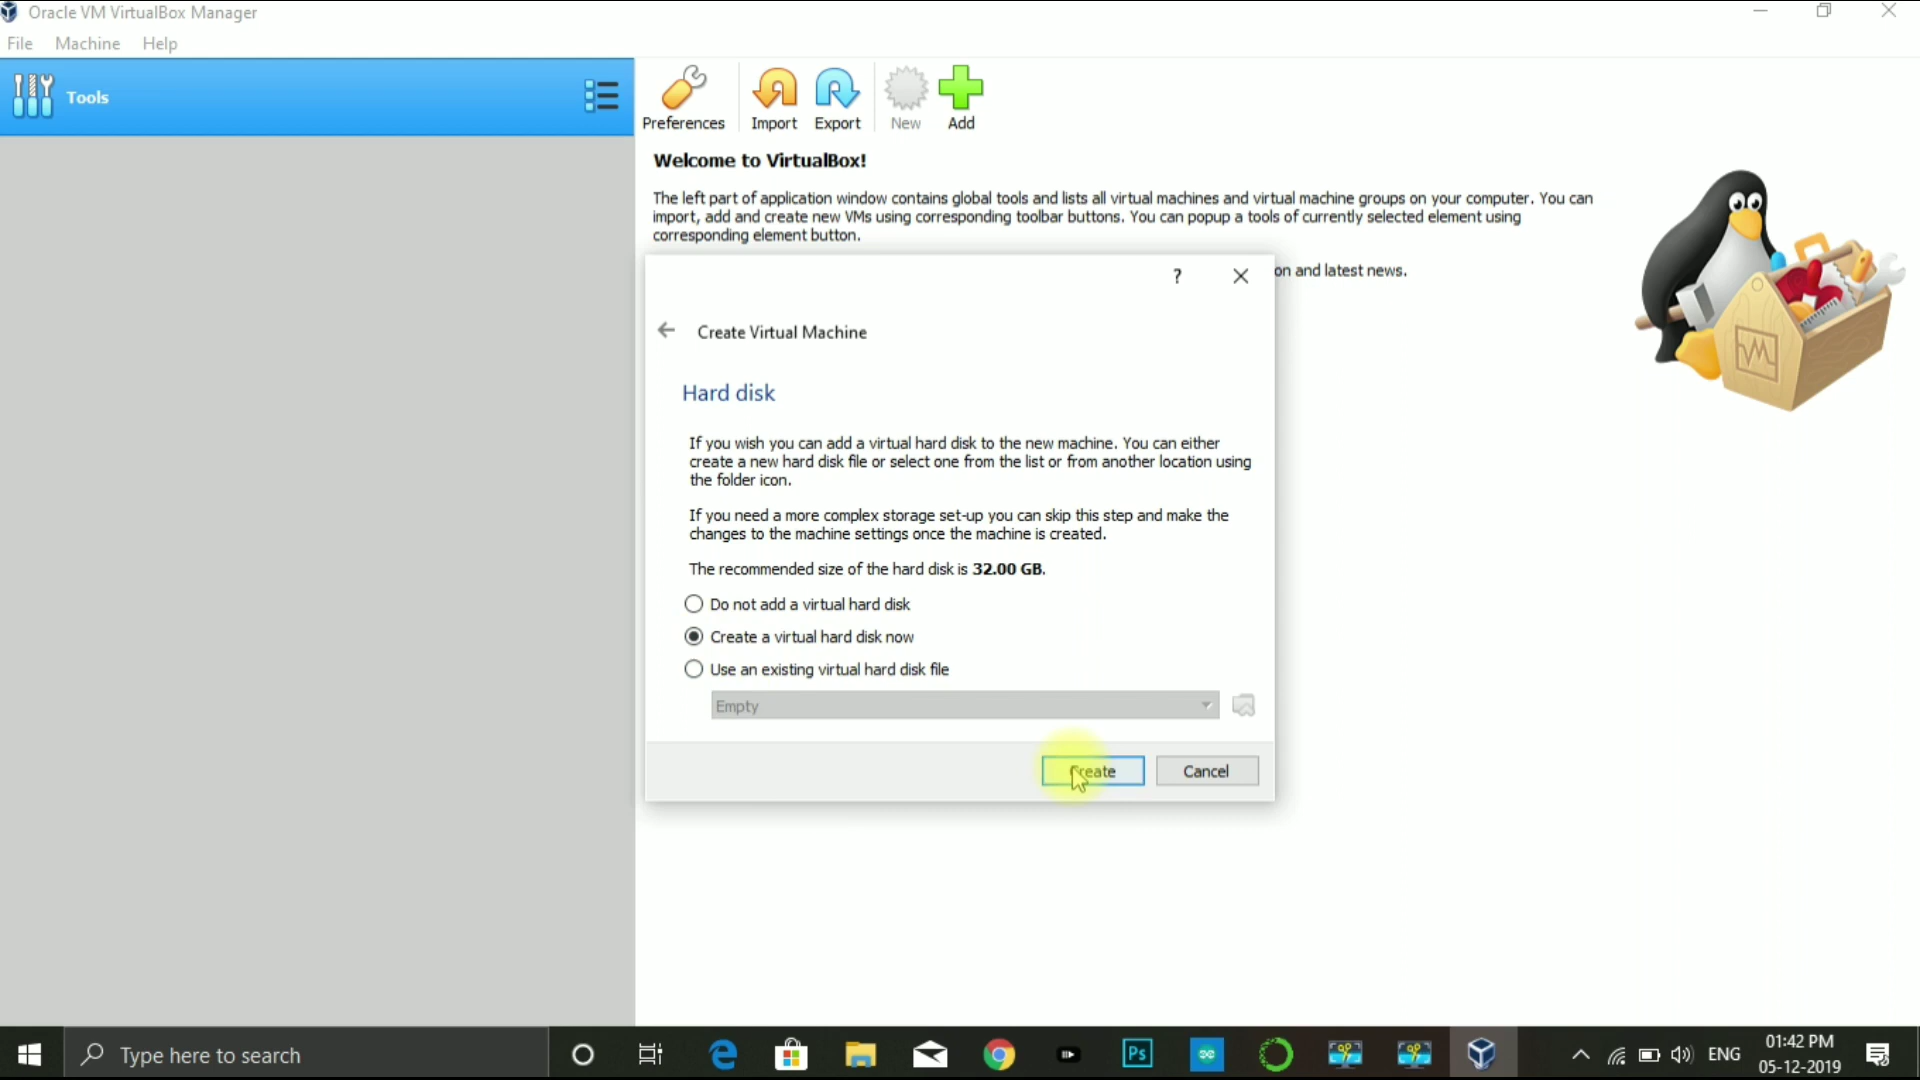 Oracle VM VirtualBox Manager
File Machine Help
Tools
Preferences Import Export New Add
Welcome to VirtualBox!
The left part of application window contains global tools and lists all virtual machines and virtual machine groups on your computer. You can
import, add and create new VMs using corresponding toolbar buttons. You can popup a tools of currently selected element using
corresponding element button.
on and latest news.
?
Create Virtual Machine
Hard disk
If you wish you can add a virtual hard disk to the new machine. You can either
create a new hard disk file or select one from the list or from another location using
the folder icon.
If you need a more complex storage set-up you can skip this step and make the
changes to the machine settings once the machine is created.
The recommended size of the hard disk is 32.00 GB.
Do not add a virtual hard disk
Create a virtual hard disk now
Use an existing virtual hard disk file
Empty
Create Cancel
Type here to search
Ps
ENG
01:42 PM
05-12-2019